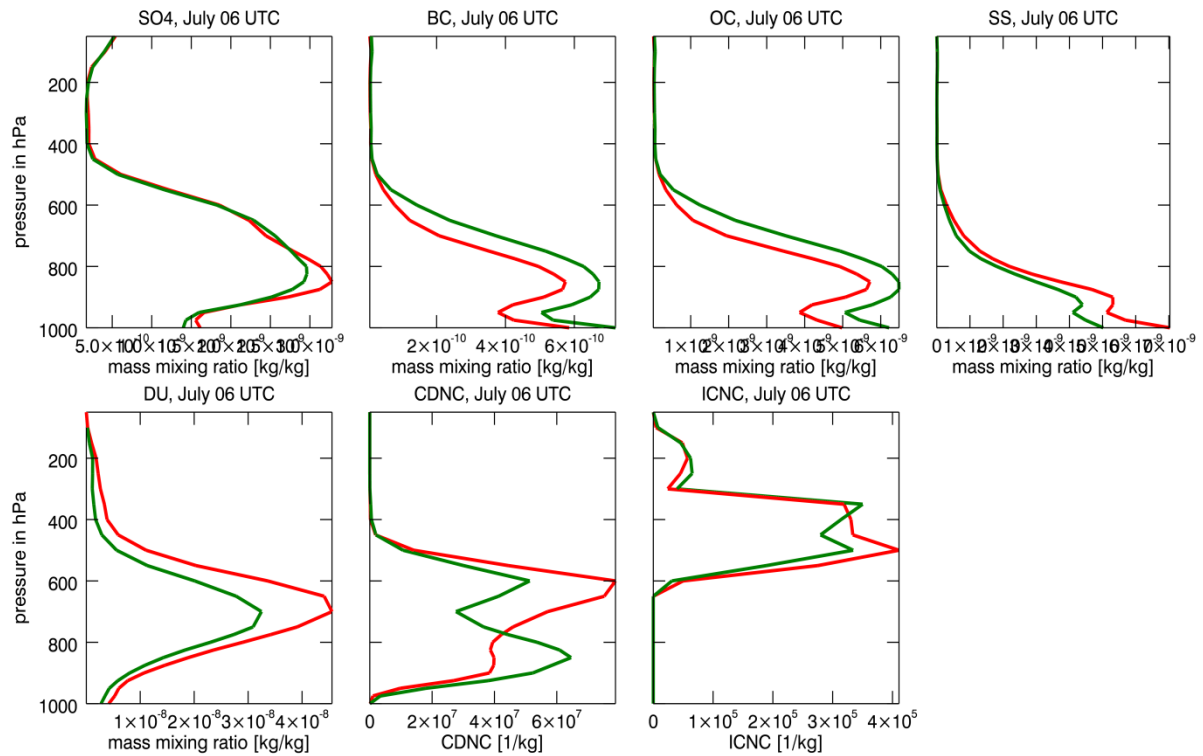 SO4, July 06 UTC
BC, July 06 UTC
OC, July 06 UTC
SS, July 06 UTC
pressure in hPa
200
400
600
800
1000
2×10⁻¹⁰ 4×10⁻¹⁰ 6×10⁻¹⁰
mass mixing ratio [kg/kg]
mass mixing ratio [kg/kg]
mass mixing ratio [kg/kg]
mass mixing ratio [kg/kg]
DU, July 06 UTC
CDNC, July 06 UTC
ICNC, July 06 UTC
pressure in hPa
200
400
600
800
1000
1×10⁻⁸ 2×10⁻⁸ 3×10⁻⁸ 4×10⁻⁸
0 2×10⁷ 4×10⁷ 6×10⁷
0 1×10⁵ 2×10⁵ 3×10⁵ 4×10⁵
mass mixing ratio [kg/kg]
CDNC [1/kg]
ICNC [1/kg]